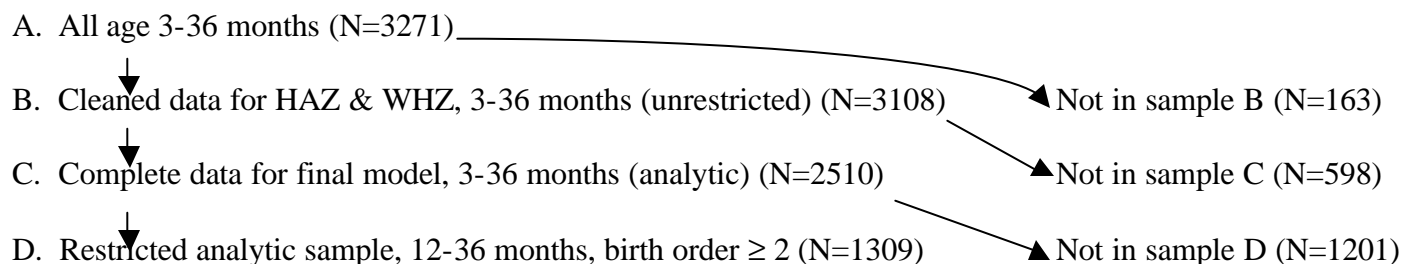 A. All age 3-36 months (N=3271)
B. Cleaned data for HAZ & WHZ, 3-36 months (unrestricted) (N=3108) Not in sample B (N=163)
C. Complete data for final model, 3-36 months (analytic) (N=2510) Not in sample C (N=598)
D. Restricted analytic sample, 12-36 months, birth order ≥ 2 (N=1309) Not in sample D (N=1201)